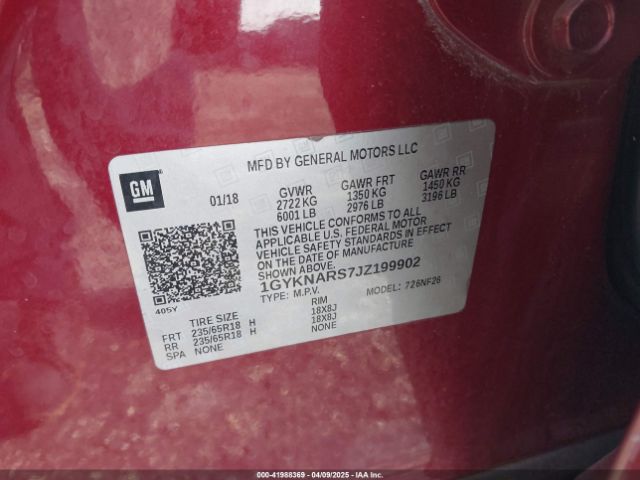 MFD BY GENERAL MOTORS LLC
GM
01/18
GVWR GAWR FRT GAWR RR
2722 KG 1350 KG 1450 KG
6001 LB 2976 LB 3196 LB
THIS VEHICLE CONFORMS TO ALL
APPLICABLE U.S. FEDERAL MOTOR
VEHICLE SAFETY STANDARDS IN EFFECT
ON THE DATE OF MANUFACTURE
SHOWN ABOVE.
1GYKNARS7JZ199902
TYPE: M.P.V. MODEL: 726NF26
405Y
TIRE SIZE RIM
FRT 235/65R18 H 18X8J
RR 235/65R18 H 18X8J
SPA NONE NONE
000-41988369 - 04/09/2025 - IAAI.COM